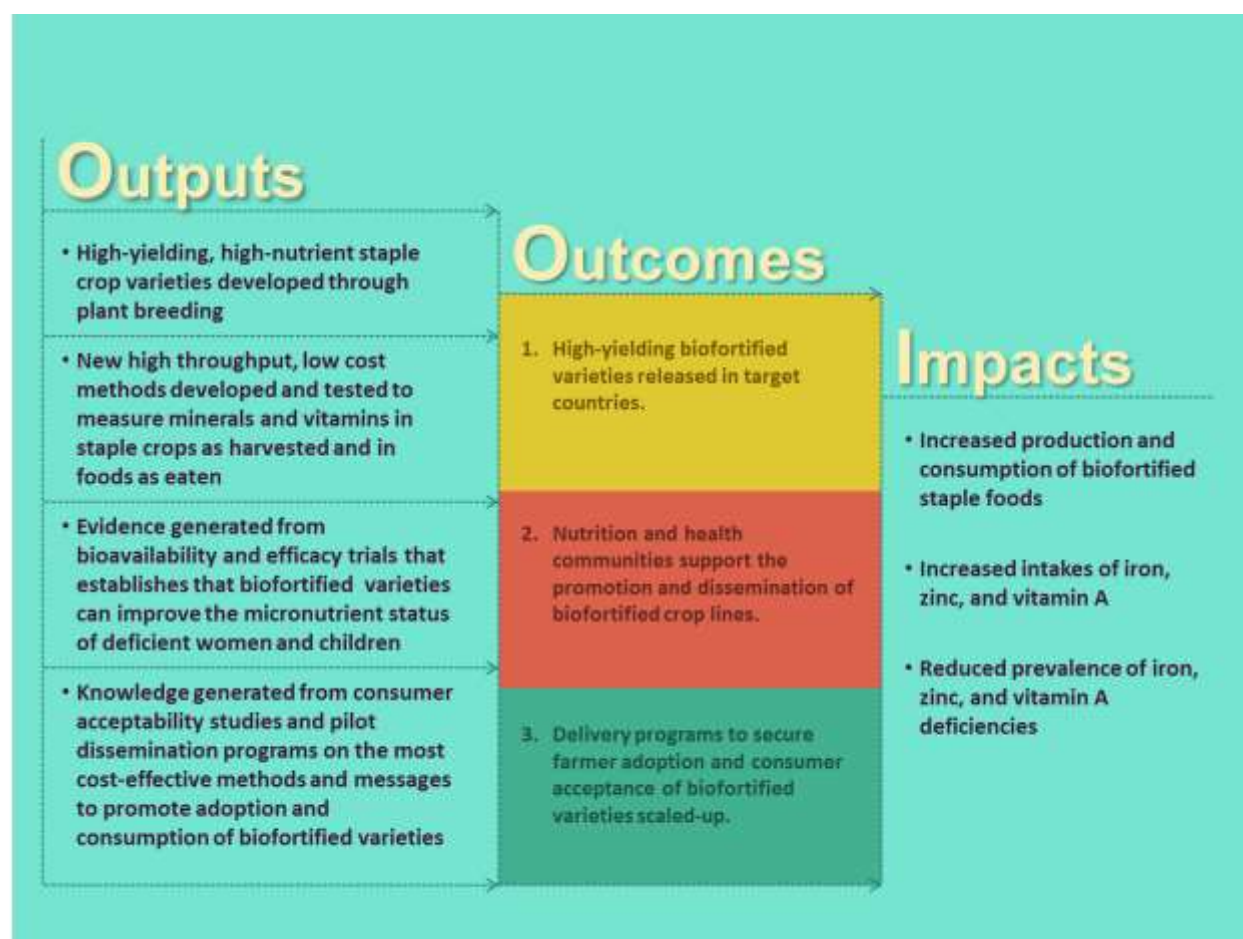 Outputs
• High-yielding, high-nutrient staple
crop varieties developed through
plant breeding
• New high throughput, low cost
methods developed and tested to
measure minerals and vitamins in
staple crops as harvested and in
foods as eaten
• Evidence generated from
bioavailability and efficacy trials that
establishes that biofortified varieties
can improve the micronutrient status
of deficient women and children
• Knowledge generated from consumer
acceptability studies and pilot
dissemination programs on the most
cost-effective methods and messages
to promote adoption and
consumption of biofortified varieties
Outcomes
1. High-yielding biofortified
varieties released in target
countries.
2. Nutrition and health
communities support the
promotion and dissemination of
biofortified crop lines.
3. Delivery programs to secure
farmer adoption and consumer
acceptance of biofortified
varieties scaled-up.
Impacts
• Increased production and
consumption of biofortified
staple foods
• Increased intakes of iron,
zinc, and vitamin A
• Reduced prevalence of iron,
zinc, and vitamin A
deficiencies